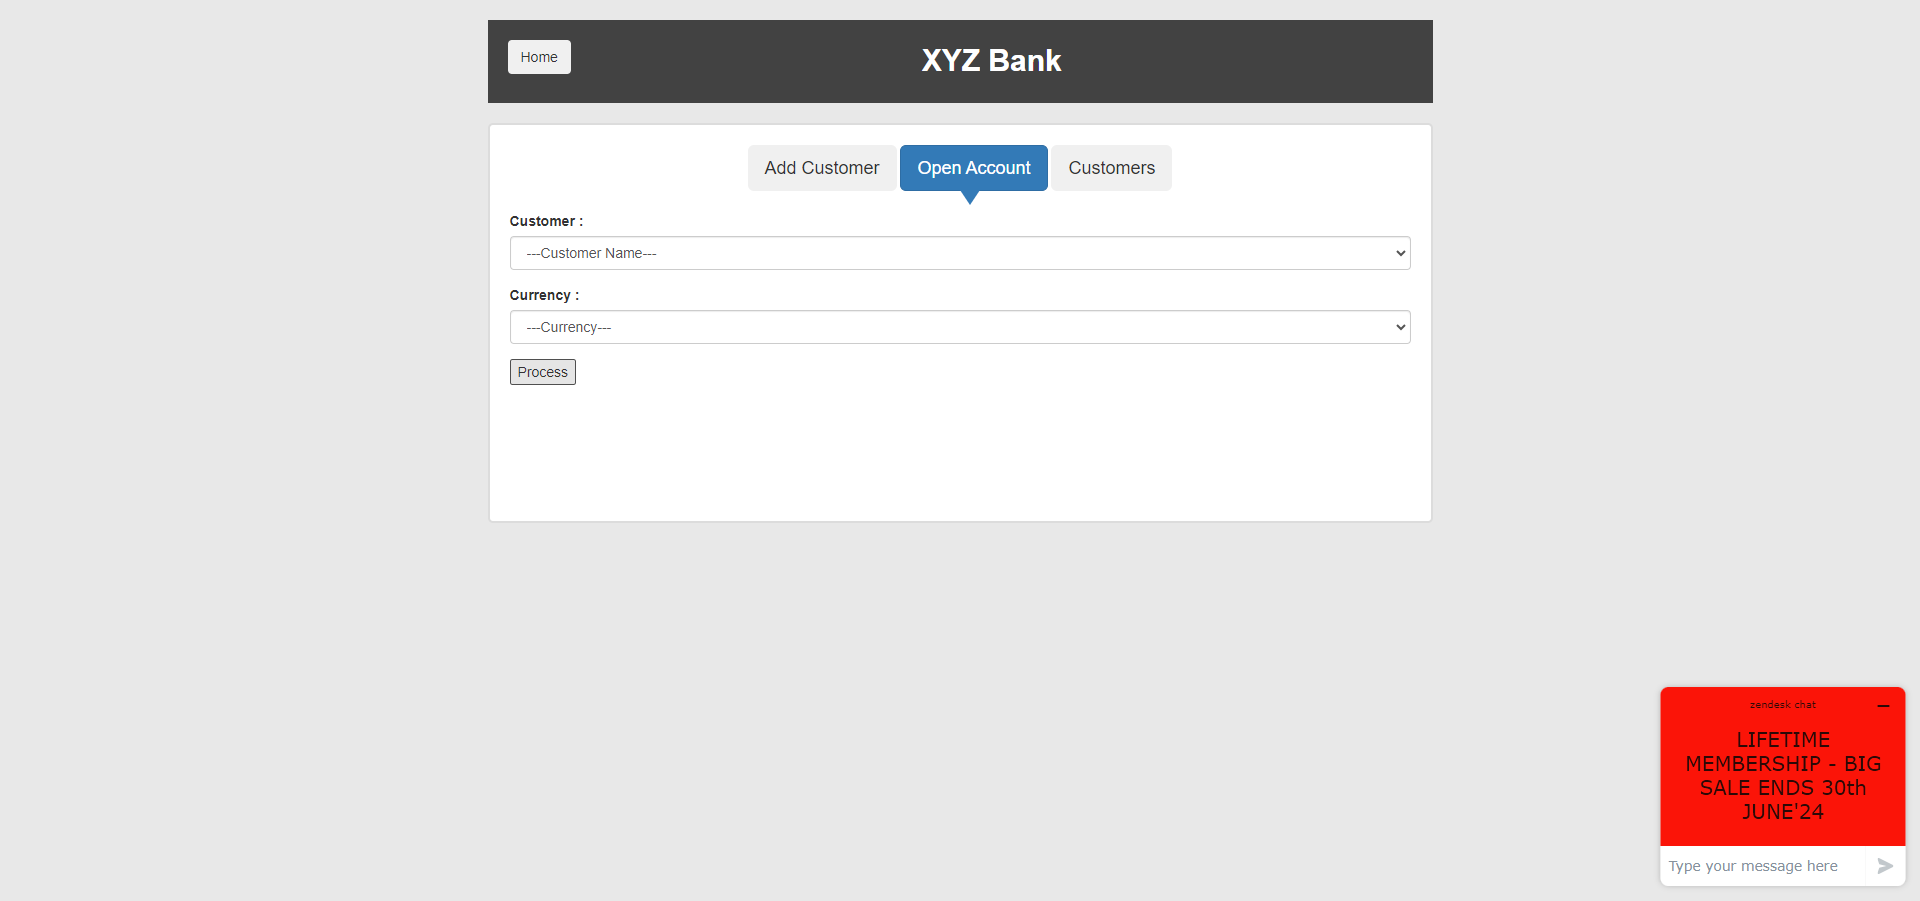 Home
XYZ Bank
Add Customer
Open Account
Customers
Customer :
---Customer Name---
Currency :
---Currency---
Process
zendesk chat
LIFETIME
MEMBERSHIP - BIG
SALE ENDS 30th
JUNE'24
Type your message here